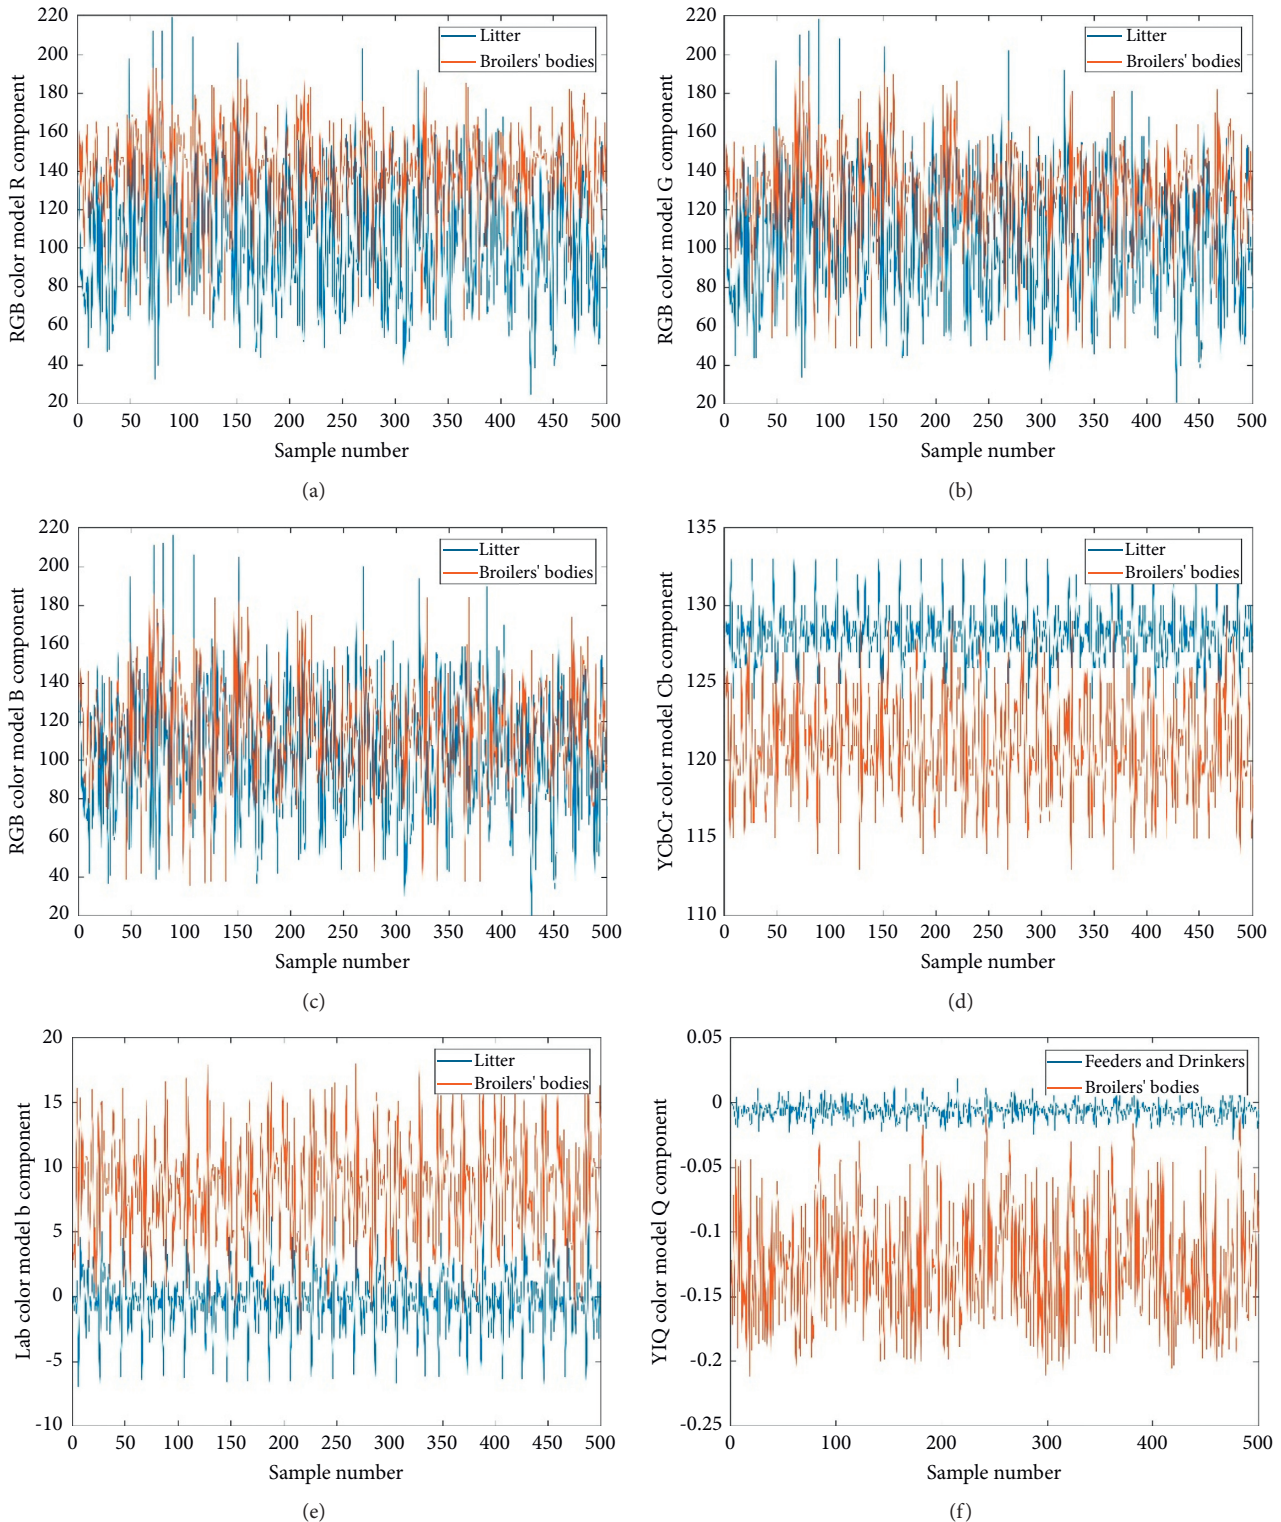 RGB color model R component
220
200
180
160
140
120
100
80
60
40
20
0 50 100 150 200 250 300 350 400 450 500
Sample number
Litter
Broilers' bodies
(a)
RGB color model G component
220
200
180
160
140
120
100
80
60
40
20
0 50 100 150 200 250 300 350 400 450 500
Sample number
Litter
Broilers' bodies
(b)
RGB color model B component
220
200
180
160
140
120
100
80
60
40
20
0 50 100 150 200 250 300 350 400 450 500
Sample number
Litter
Broilers' bodies
(c)
YCbCr color model Cb component
135
130
125
120
115
110
0 50 100 150 200 250 300 350 400 450 500
Sample number
Litter
Broilers' bodies
(d)
Lab color model b component
20
15
10
5
0
-5
-10
0 50 100 150 200 250 300 350 400 450 500
Sample number
Litter
Broilers' bodies
(e)
YIQ color model Q component
0.05
0
-0.05
-0.1
-0.15
-0.2
-0.25
0 100 200 300 400 500
Sample number
Feeders and Drinkers
Broilers' bodies
(f)